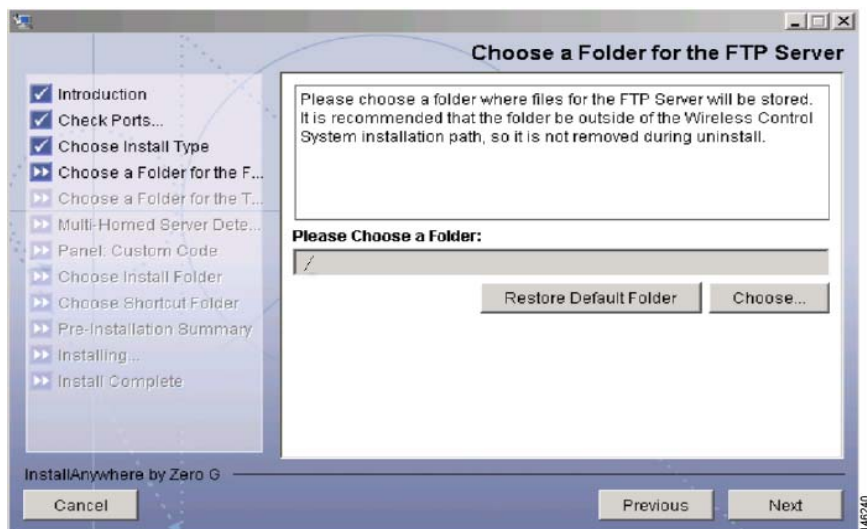 Choose a Folder for the FTP Server
Introduction
Check Ports...
Choose Install Type
Choose a Folder for the F...
Choose a Folder for the T...
Multi-Homed Server Dete...
Panel: Custom Code
Choose Install Folder
Choose Shortcut Folder
Pre-Installation Summary
Installing...
Install Complete
Please choose a folder where files for the FTP Server will be stored.
It is recommended that the folder be outside of the Wireless Control
System installation path, so it is not removed during uninstall.
Please Choose a Folder:
/
Restore Default Folder
Choose...
InstallAnywhere by Zero G
Cancel
Previous
Next